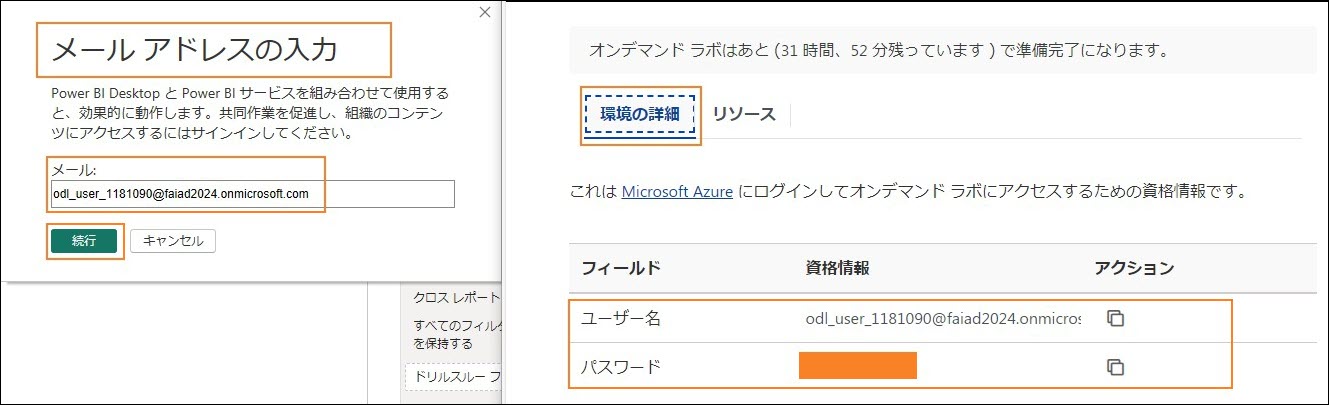 メール アドレスの入力
Power BI Desktop と Power BI サービスを組み合わせて使用する
と、効果的に動作します。共同作業を促進し、組織のコンテン
ツにアクセスするにはサインインしてください。
メール:
odl_user_1181090@faiad2024.onmicrosoft.com
続行 キャンセル
クロス レポート
すべてのフィルタ
を保持する
ドリルスルー フ
オンデマンド ラボはあと (31 時間、52 分残っています ) で準備完了になります。
環境の詳細 リソース
これは Microsoft Azure にログインしてオンデマンド ラボにアクセスするための資格情報です。
フィールド 資格情報 アクション
ユーザー名 odl_user_1181090@faiad2024.onmicros
パスワード